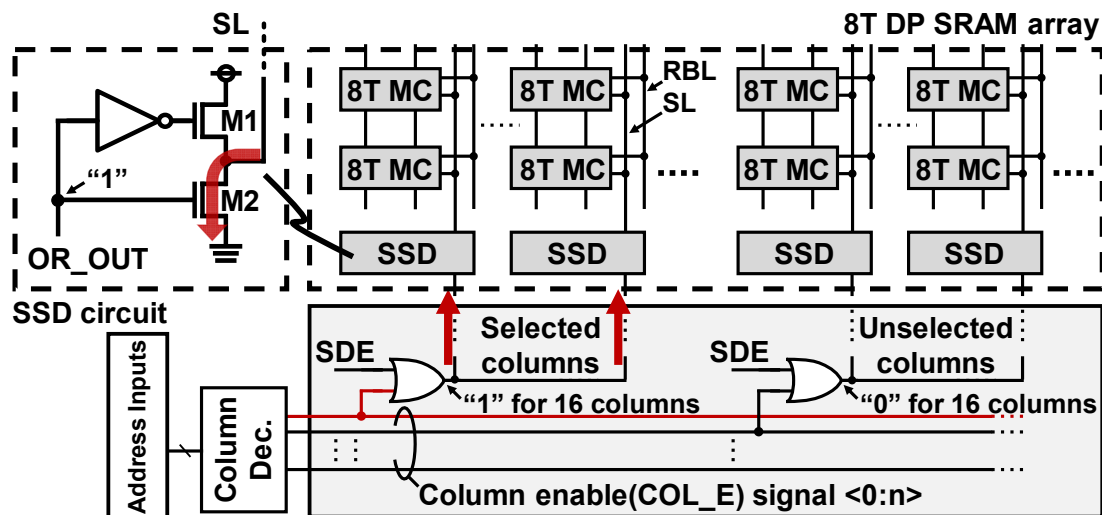 SL
8T DP SRAM array
M1
"1"
M2
OR_OUT
SSD circuit
8T MC
8T MC
8T MC
8T MC
RBL
SL
8T MC
8T MC
8T MC
8T MC
SSD
SSD
SSD
SSD
Selected
columns
Unselected
columns
SDE
SDE
"1" for 16 columns
"0" for 16 columns
Address Inputs
Column
Dec.
Column enable(COL_E) signal <0:n>